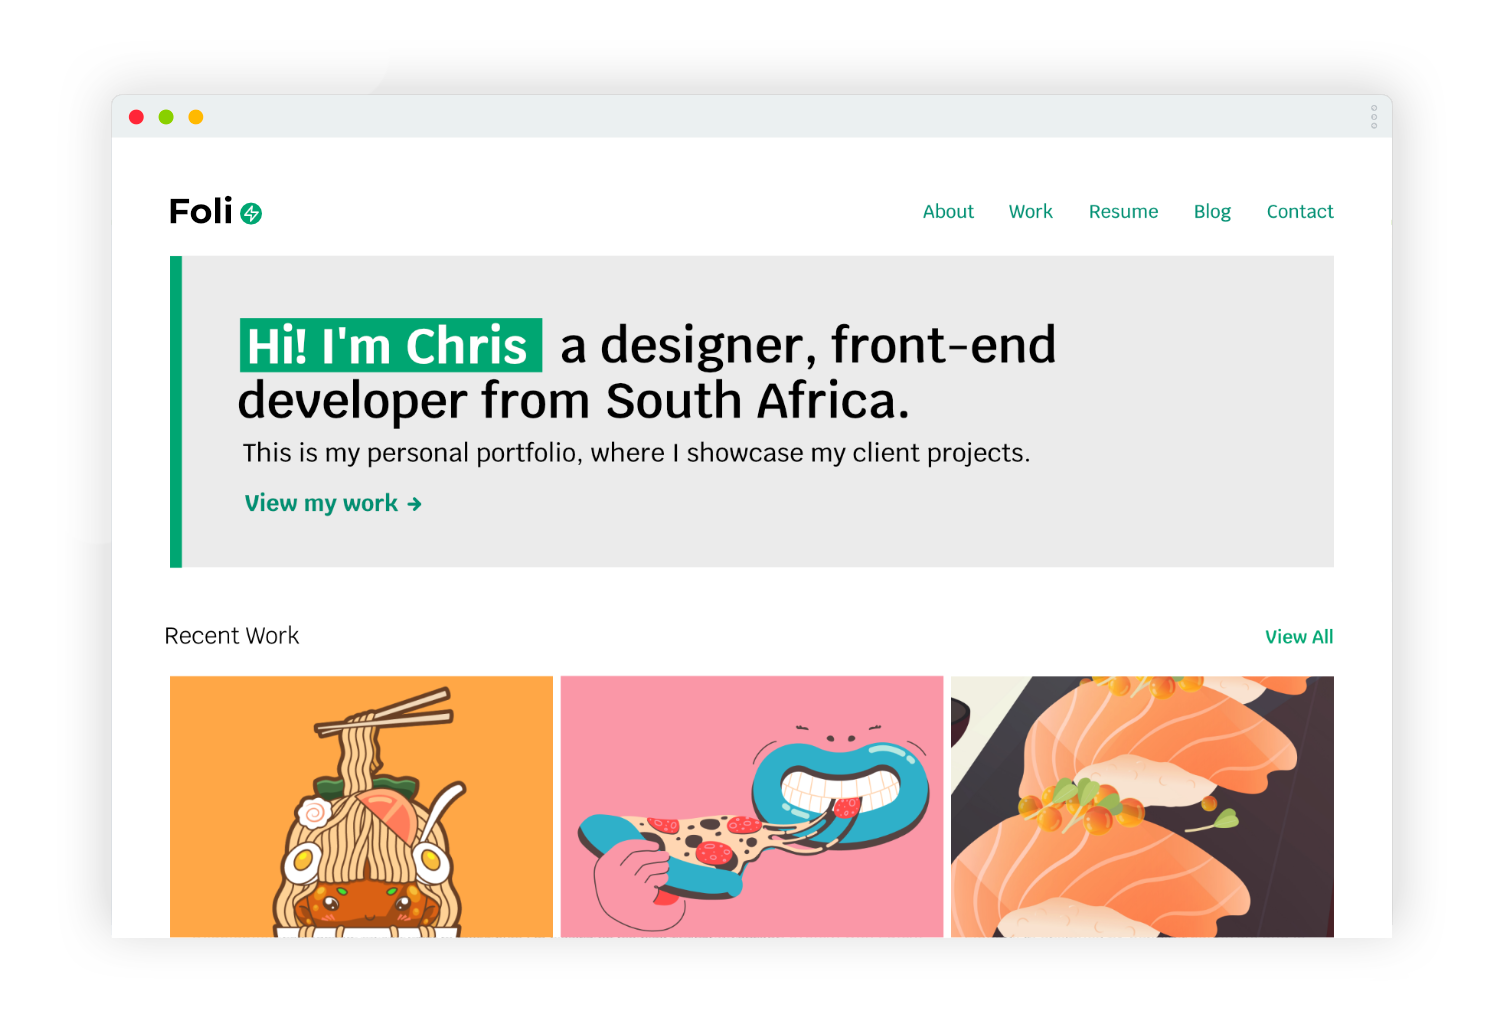 Foli
About Work Resume Blog Contact
Hi! I'm Chris a designer, front-end
developer from South Africa.
This is my personal portfolio, where I showcase my client projects.
View my work →
Recent Work
View All